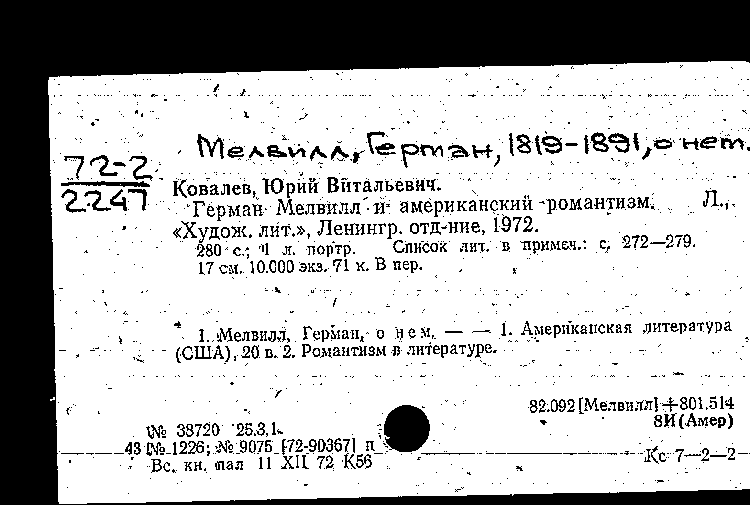 Мелвилл, Герман, 1819-1891, о нем.
72-2
2247
Ковалев, Юрий Витальевич.
Герман Мелвилл и американский романтизм. Л.,
«Худож. лит.», Ленингр. отд-ние, 1972.
280 с.; 1 л. портр. Список лит. в примеч.: с. 272—279.
17 см. 10.000 экз. 71 к. В пер.
1. Мелвилл, Герман, о нем. — — 1. Американская литература
(США), 20 в. 2. Романтизм в литературе.
82.092 [Мелвилл]+801.514
8И(Амер)
№ 38720 25.3.1.
43 № 1226; № 9075 [72-90367] п
Вс. кн. пал 11 XII 72 К56
Кс 7—2—2